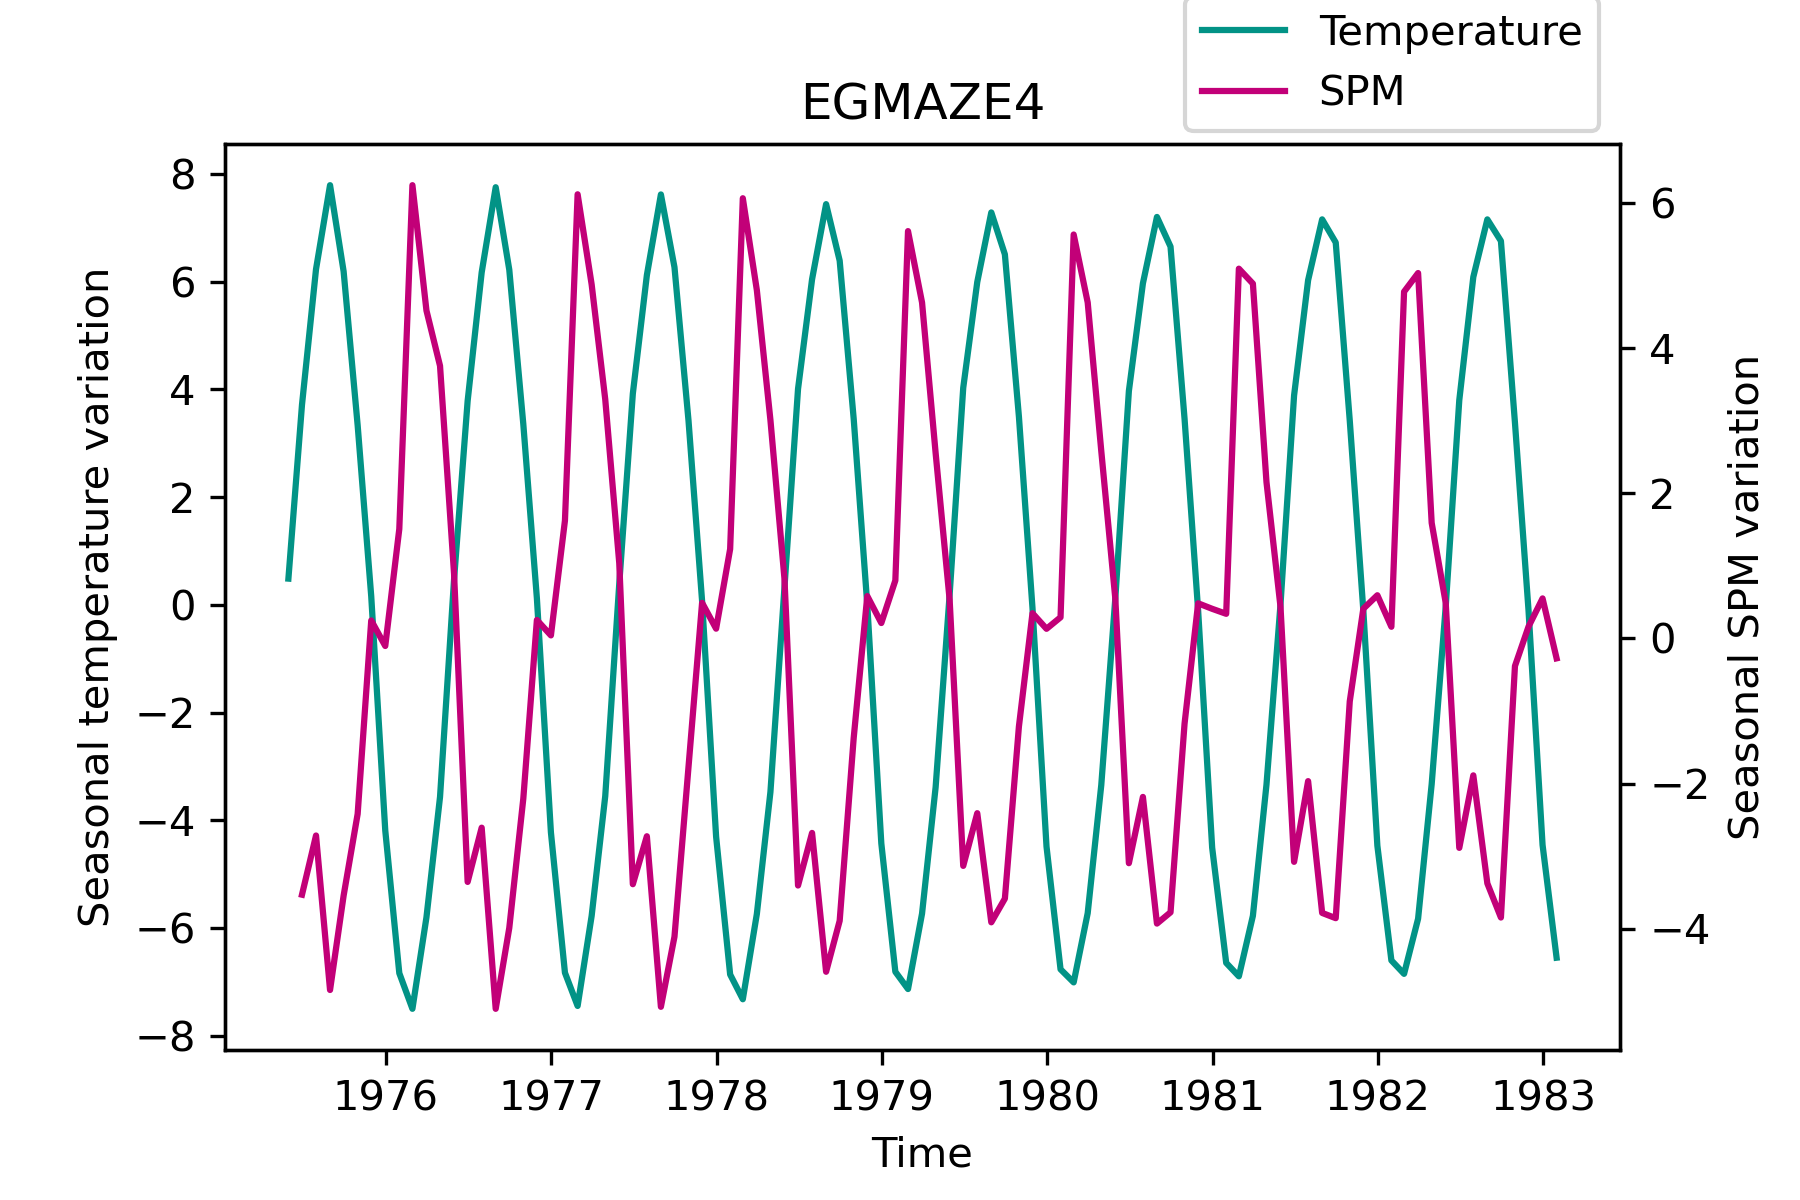 Temperature
SPM
EGMAZE4
8
6
4
2
0
−2
−4
−6
−8
Seasonal temperature variation
6
4
2
0
−2
−4
Seasonal SPM variation
1976 1977 1978 1979 1980 1981 1982 1983
Time